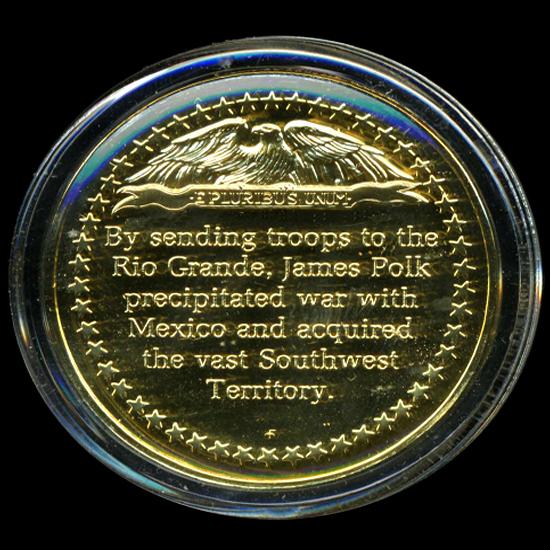 E PLURIBUS UNUM
By sending troops to the
Rio Grande, James Polk
precipitated war with
Mexico and acquired
the vast Southwest
Territory.